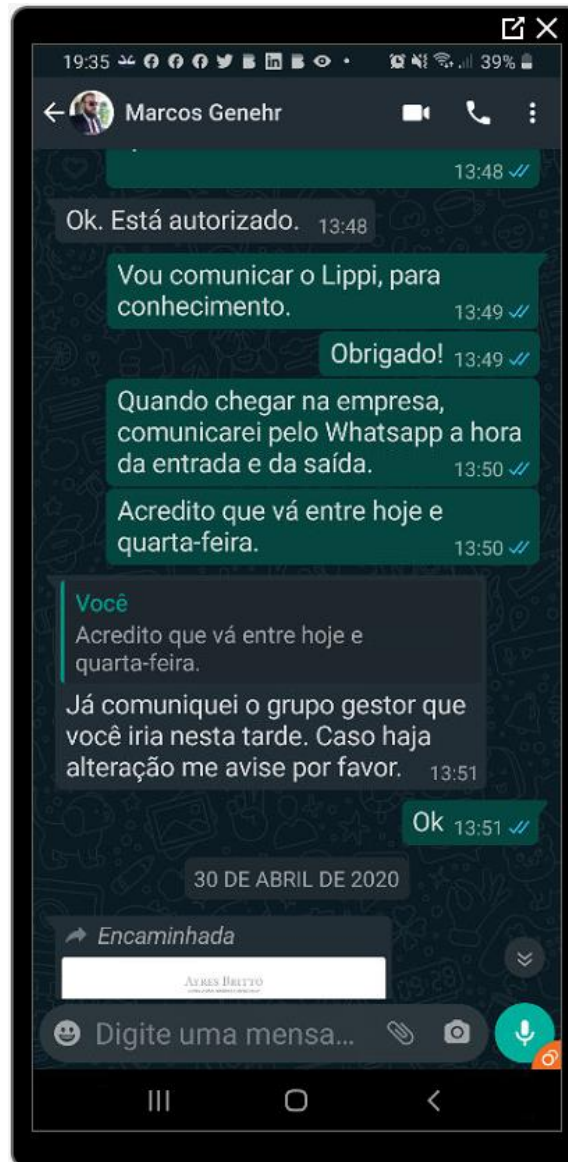 19:35
39%
Marcos Genehr
13:48
Ok. Está autorizado. 13:48
Vou comunicar o Lippi, para
conhecimento. 13:49
Obrigado! 13:49
Quando chegar na empresa,
comunicarei pelo Whatsapp a hora
da entrada e da saída. 13:50
Acredito que vá entre hoje e
quarta-feira. 13:50
Você
Acredito que vá entre hoje e
quarta-feira.
Já comuniquei o grupo gestor que
você iria nesta tarde. Caso haja
alteração me avise por favor. 13:51
Ok 13:51
30 DE ABRIL DE 2020
Encaminhada
AYRES BRITTO
Digite uma mensa...